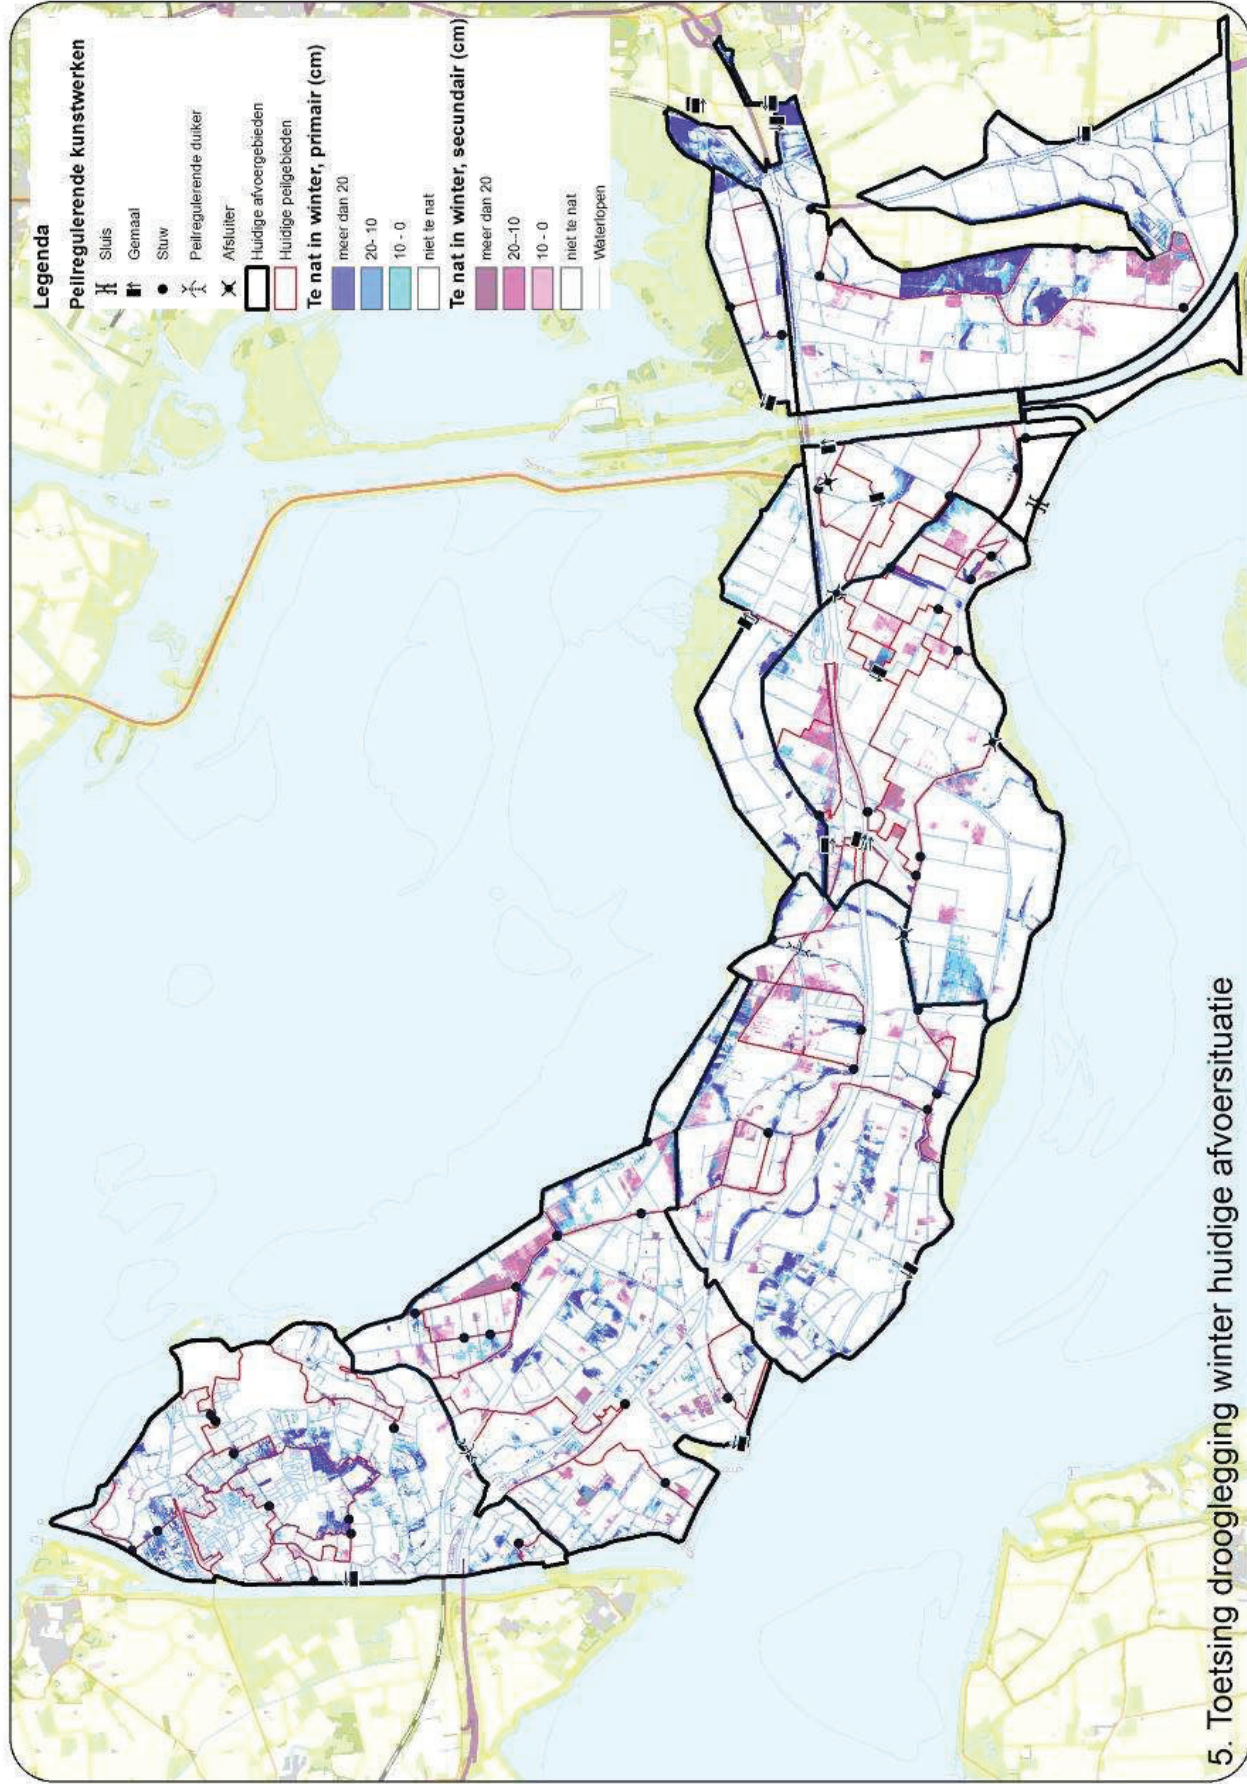 Legenda
Peilregulerende kunstwerken
Sluis
Gemaal
Stuw
Peilregulerende duiker
Afsluiter
Huidige afvoergebieden
Huidige peilgebieden
Te nat in winter, primair (cm)
meer dan 20
20- 10
10 - 0
niet te nat
Te nat in winter, secundair (cm)
meer dan 20
20--10
10 - 0
niet te nat
Waterlopen
5. Toetsing drooglegging winter huidige afvoersituatie